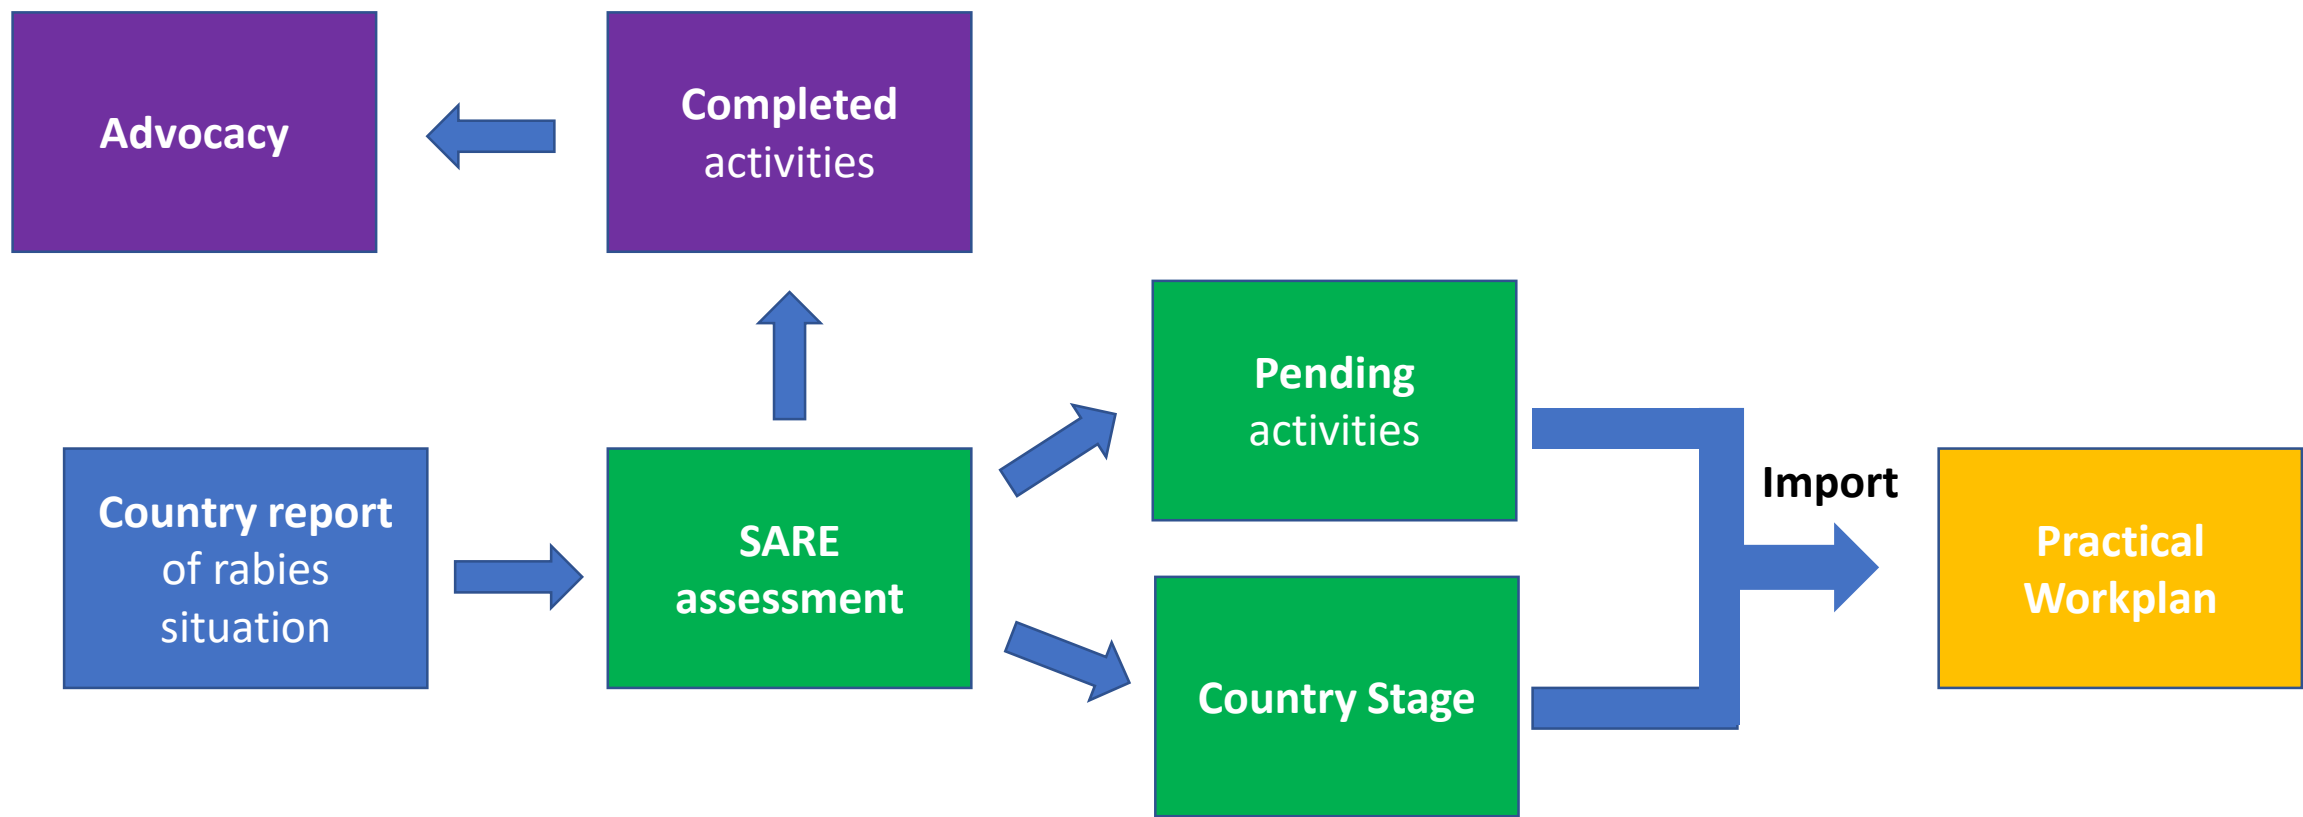 Advocacy
Completed
activities
Pending
activities
Import
Country report
of rabies
situation
SARE
assessment
Country Stage
Practical
Workplan